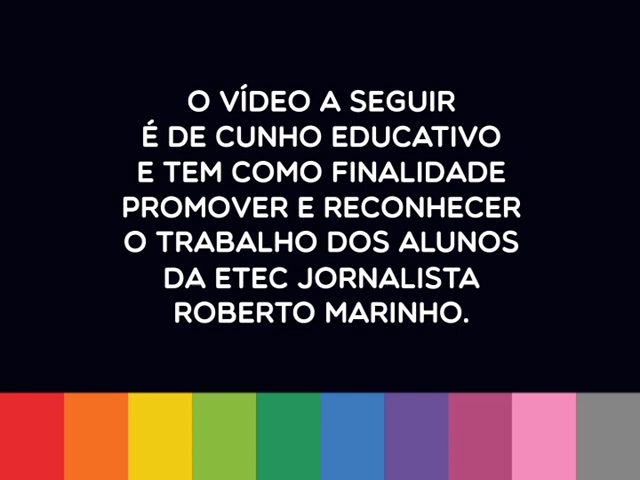 O VÍDEO A SEGUIR
É DE CUNHO EDUCATIVO
E TEM COMO FINALIDADE
PROMOVER E RECONHECER
O TRABALHO DOS ALUNOS
DA ETEC JORNALISTA
ROBERTO MARINHO.